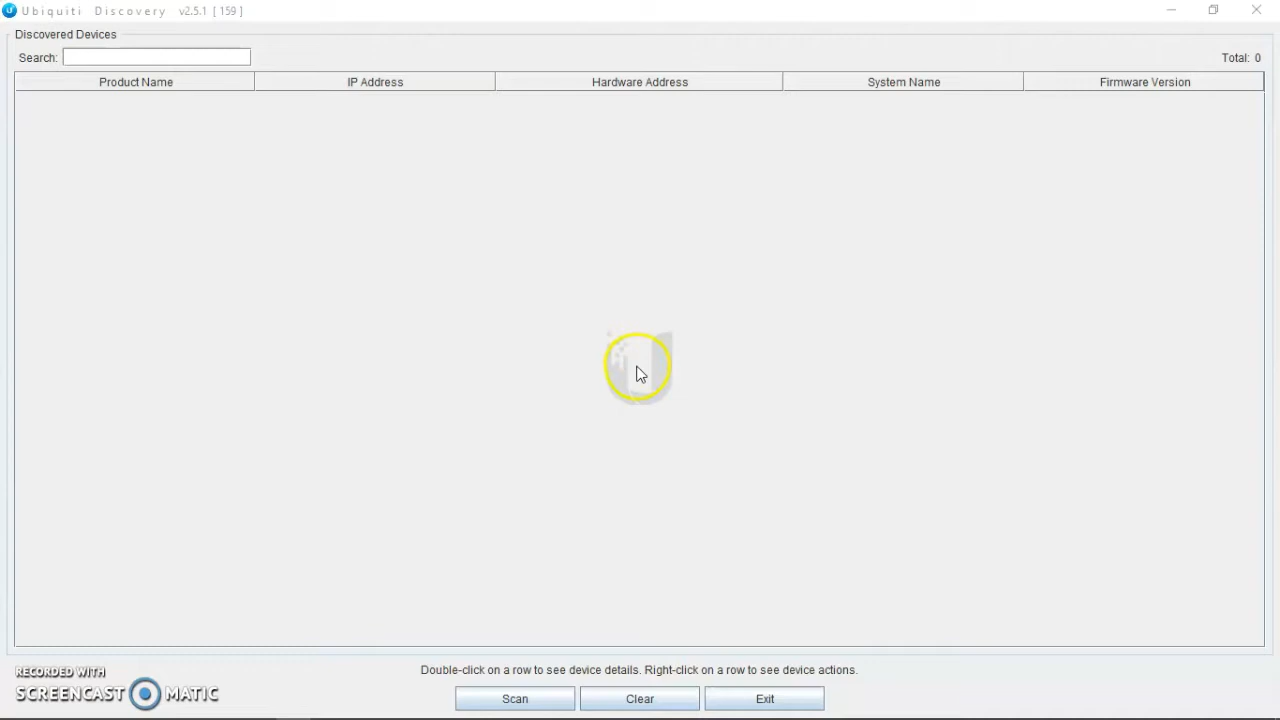 Ubiquiti Discovery v2.5.1 [ 159 ]
Discovered Devices
Search:
Total: 0
Product Name IP Address Hardware Address System Name Firmware Version
Double-click on a row to see device details. Right-click on a row to see device actions.
RECORDED WITH
SCREENCAST MATIC
Scan Clear Exit